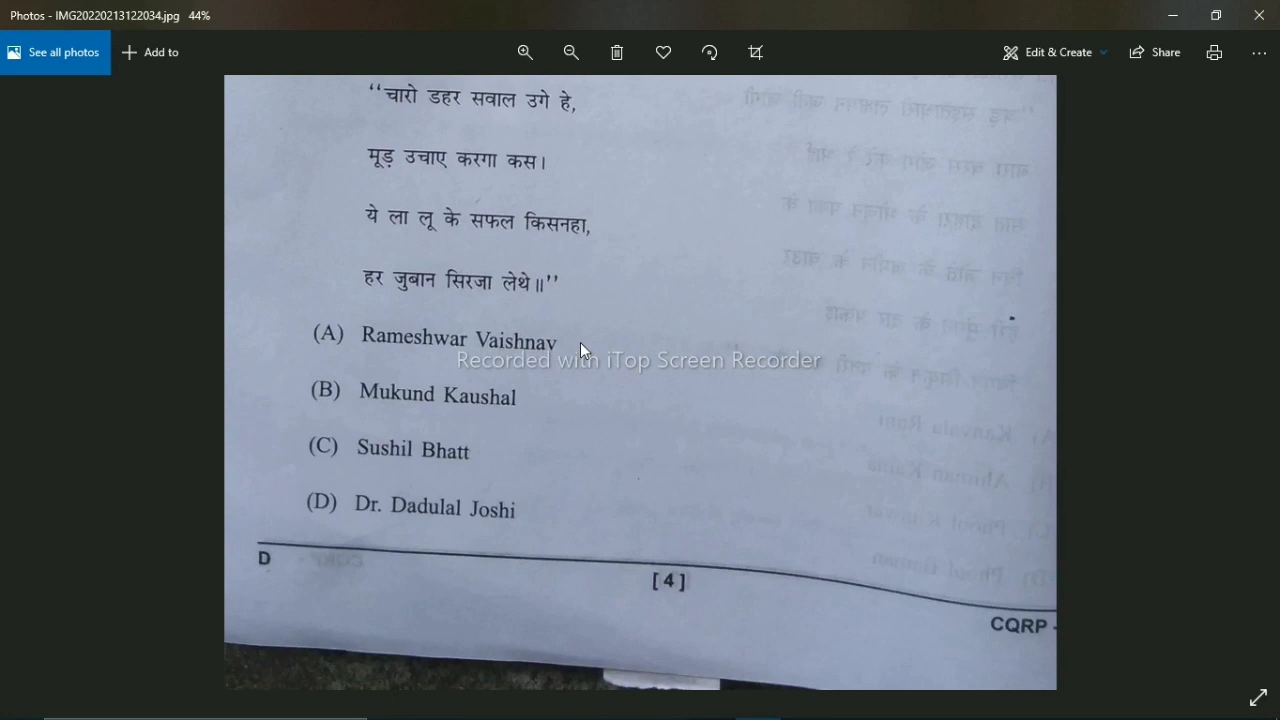 Photos - IMG20220213122034.jpg 44%
See all photos
Add to
Edit & Create
Share
‘‘चारो डहर सवाल उगे हे,
मूड़ उचाए करगा कस।
ये ला लू के सफल किसनहा,
हर जुबान सिरजा लेथे॥’’
(A) Rameshwar Vaishnav
Recorded with iTop Screen Recorder
(B) Mukund Kaushal
(C) Sushil Bhatt
(D) Dr. Dadulal Joshi
D
[ 4 ]
CQRP -